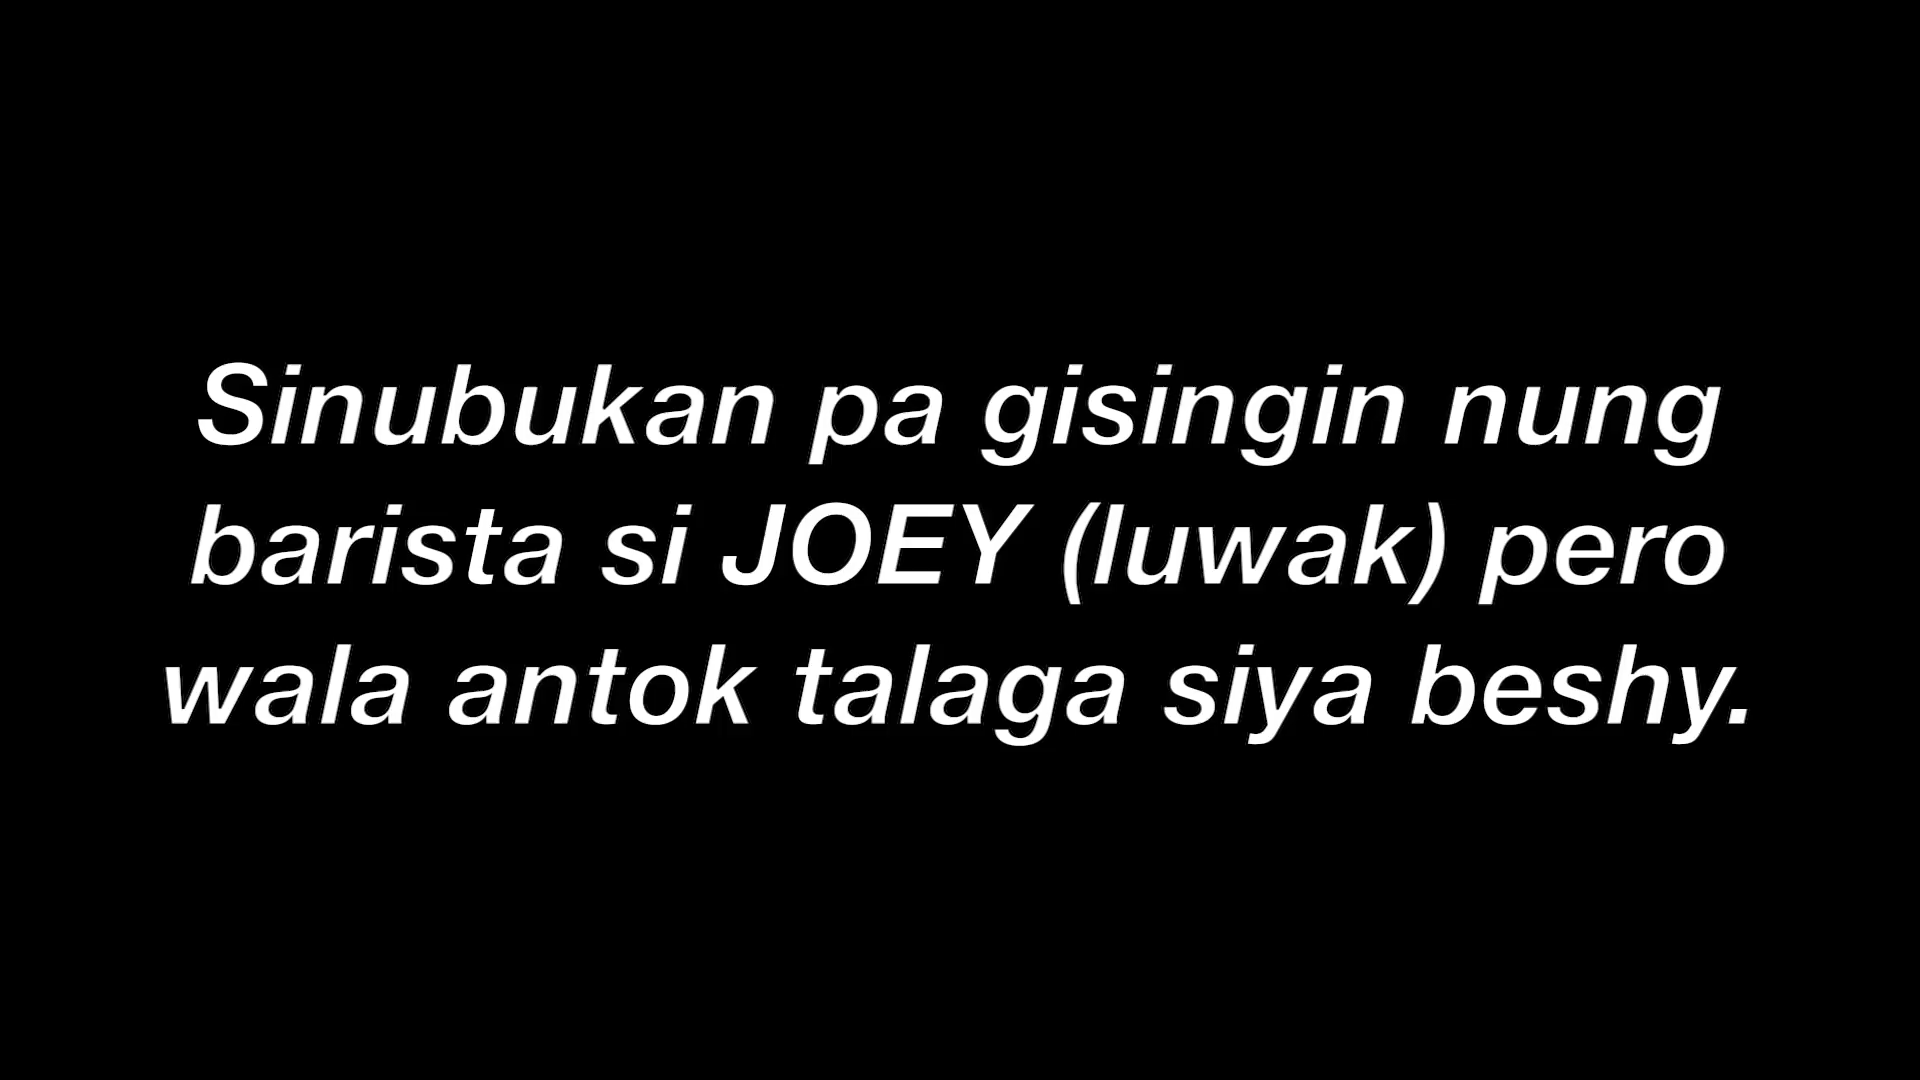 Sinubukan pa gisingin nung
barista si JOEY (luwak) pero
wala antok talaga siya beshy.